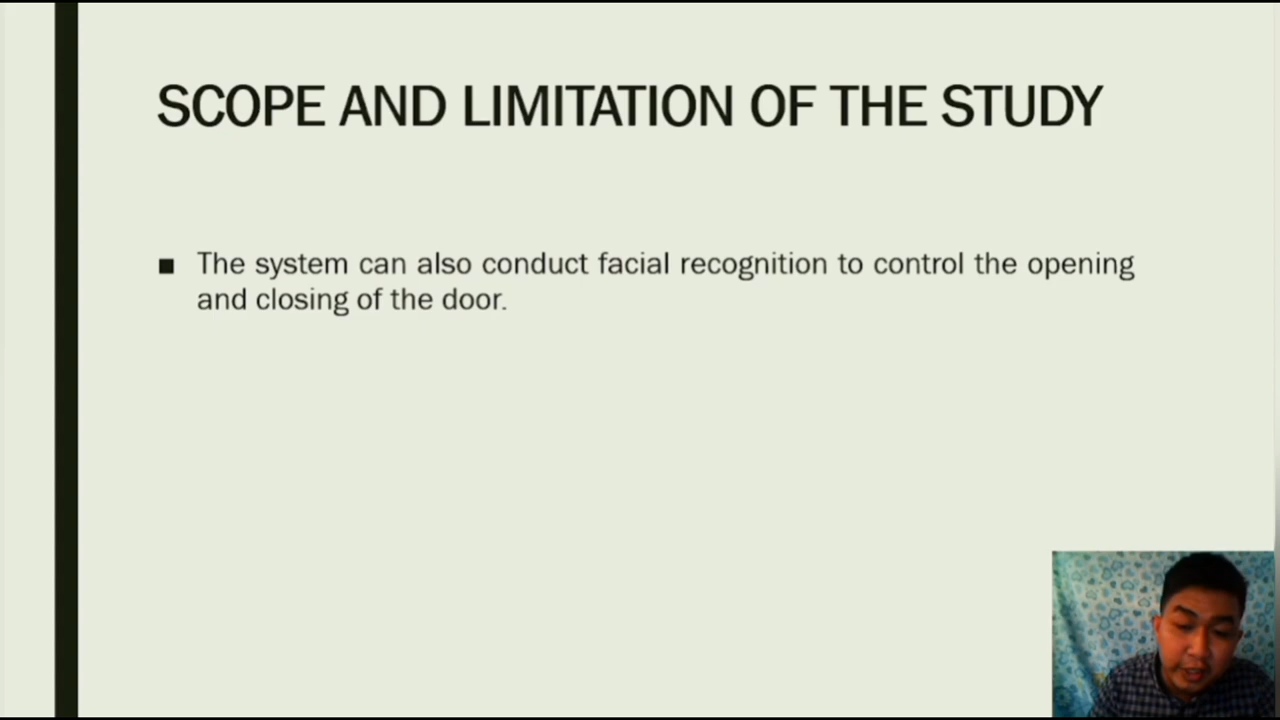 SCOPE AND LIMITATION OF THE STUDY
The system can also conduct facial recognition to control the opening
and closing of the door.